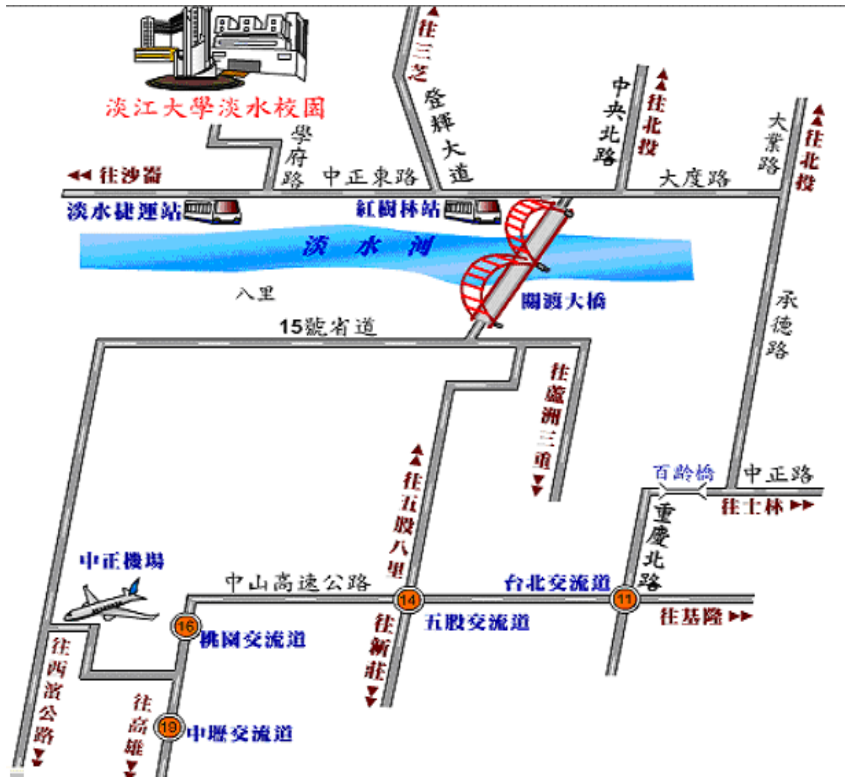 淡江大學淡水校園
往三芝
登輝大道
中央北路
往北投
大業路
往北投
學府路
往沙崙
中正東路
大度路
淡水捷運站
紅樹林站
淡水河
八里
關渡大橋
15號省道
承德路
往蘆洲三重
百齡橋
中正路
往士林
重慶北路
往五股八里
中正機場
中山高速公路
台北交流道
14
11
往基隆
16
桃園交流道
五股交流道
往新莊
往西濱公路
往高雄
19
中壢交流道